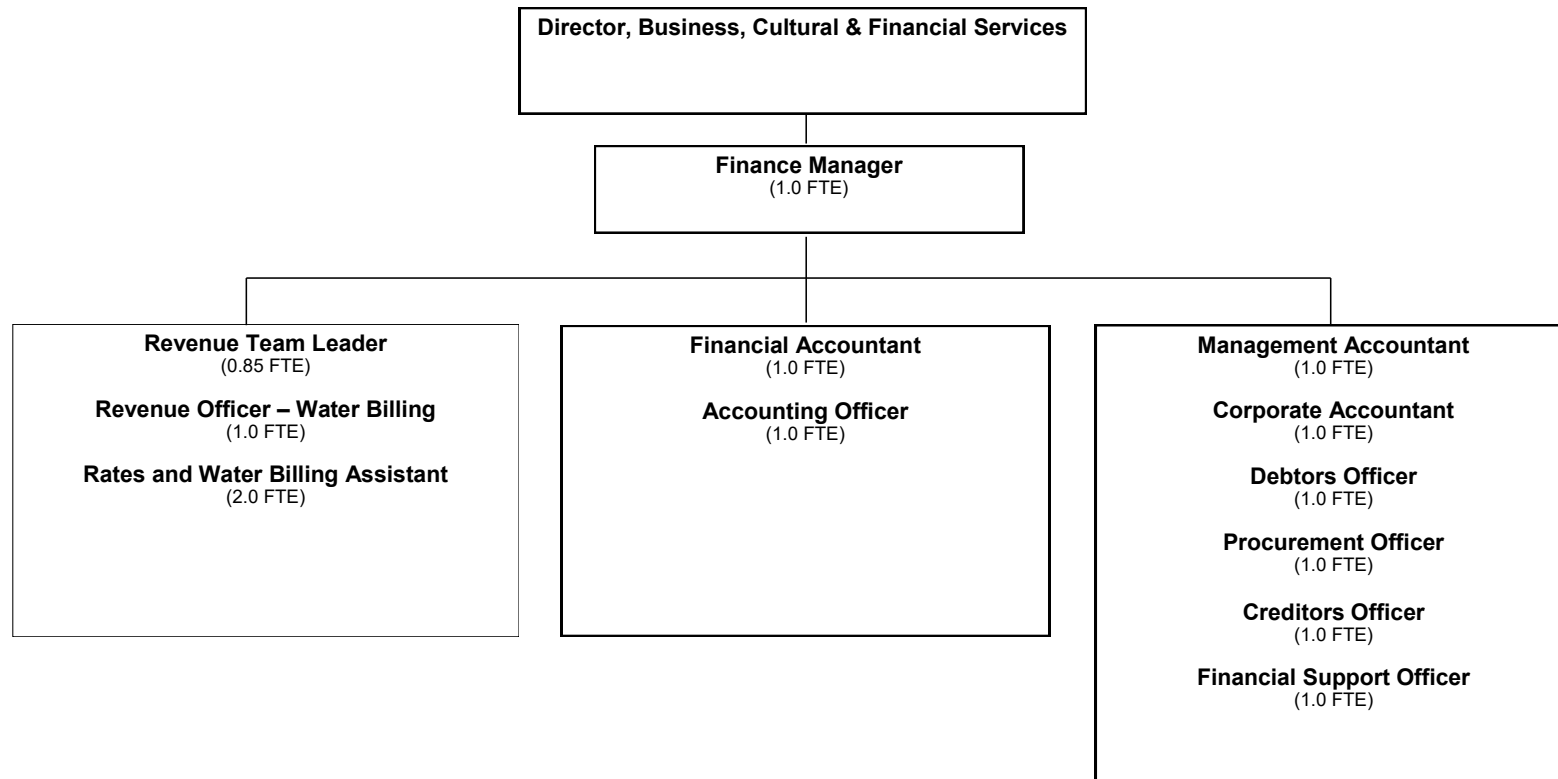 Director, Business, Cultural & Financial Services
Finance Manager
(1.0 FTE)
Revenue Team Leader
(0.85 FTE)
Revenue Officer – Water Billing
(1.0 FTE)
Rates and Water Billing Assistant
(2.0 FTE)
Financial Accountant
(1.0 FTE)
Accounting Officer
(1.0 FTE)
Management Accountant
(1.0 FTE)
Corporate Accountant
(1.0 FTE)
Debtors Officer
(1.0 FTE)
Procurement Officer
(1.0 FTE)
Creditors Officer
(1.0 FTE)
Financial Support Officer
(1.0 FTE)